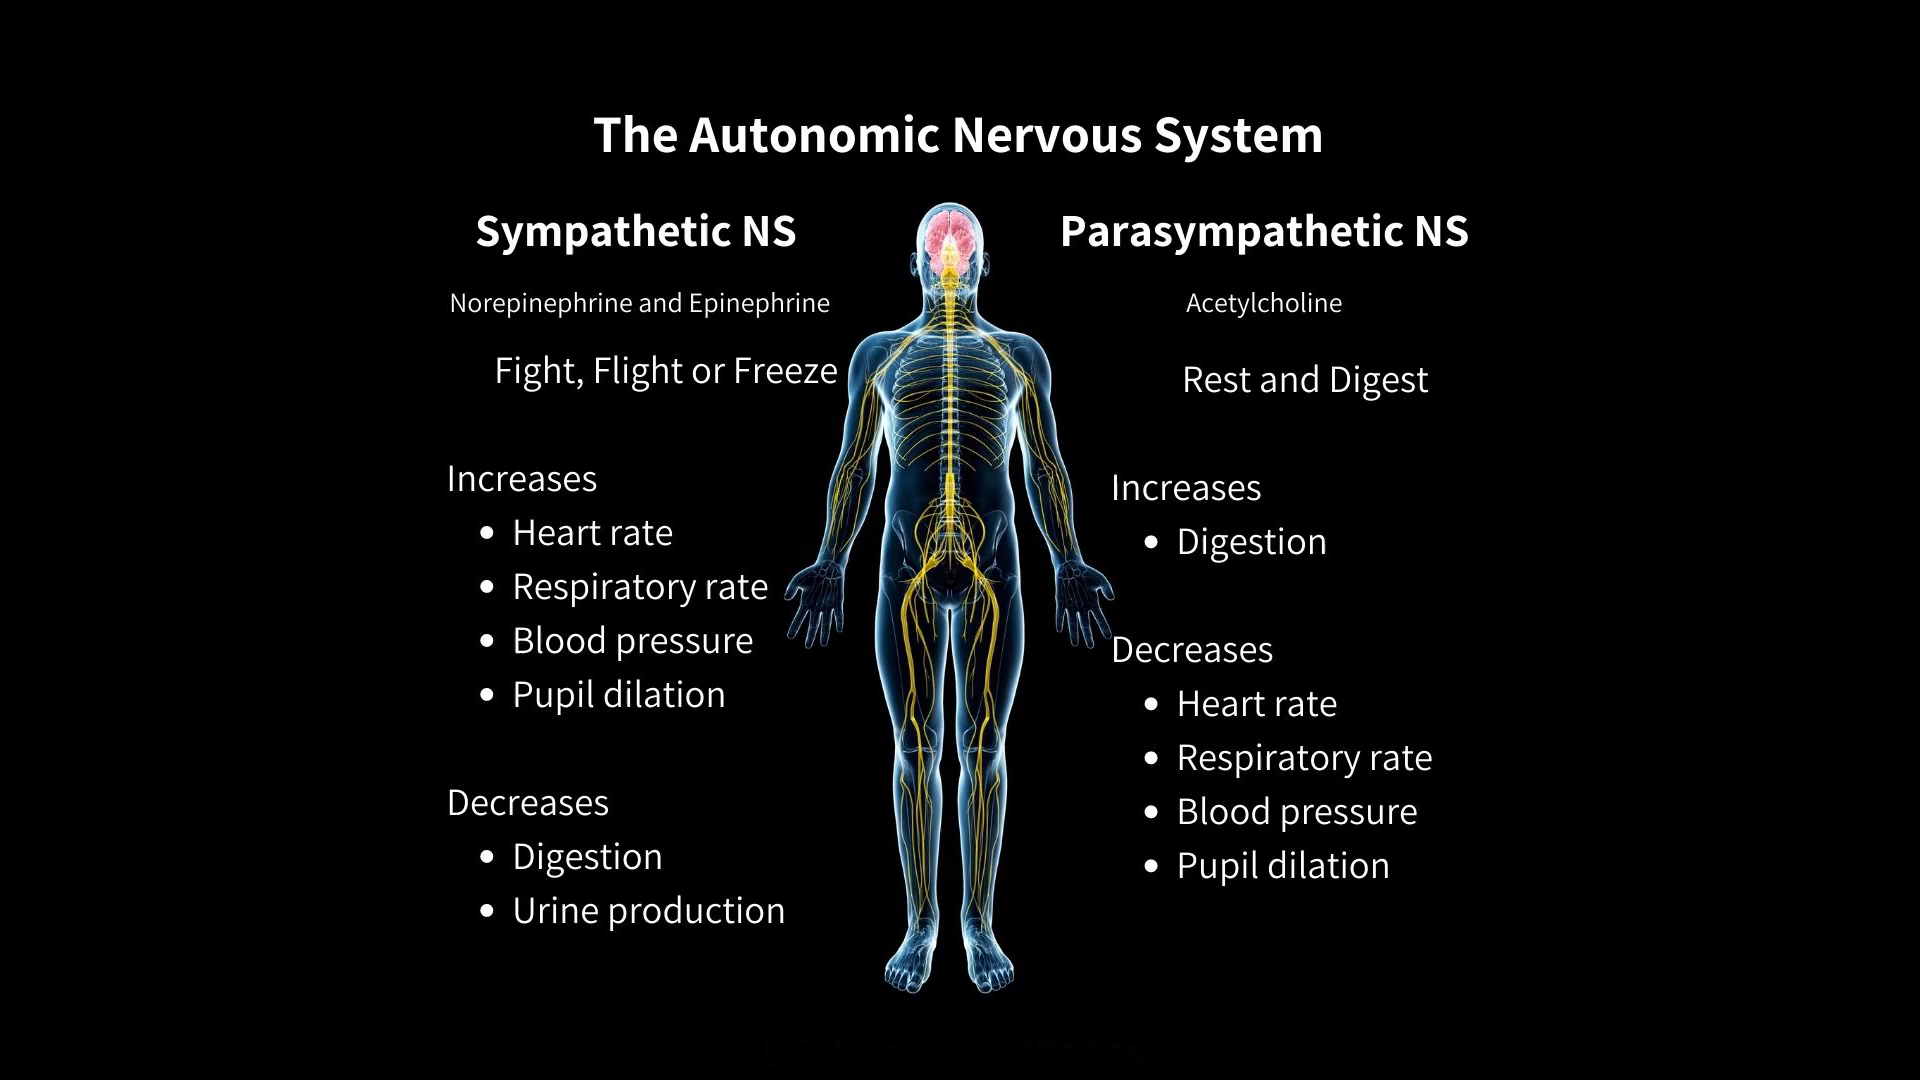 The Autonomic Nervous System
Sympathetic NS
Norepinephrine and Epinephrine
Fight, Flight or Freeze
Increases
• Heart rate
• Respiratory rate
• Blood pressure
• Pupil dilation
Decreases
• Digestion
• Urine production
Parasympathetic NS
Acetylcholine
Rest and Digest
Increases
• Digestion
Decreases
• Heart rate
• Respiratory rate
• Blood pressure
• Pupil dilation